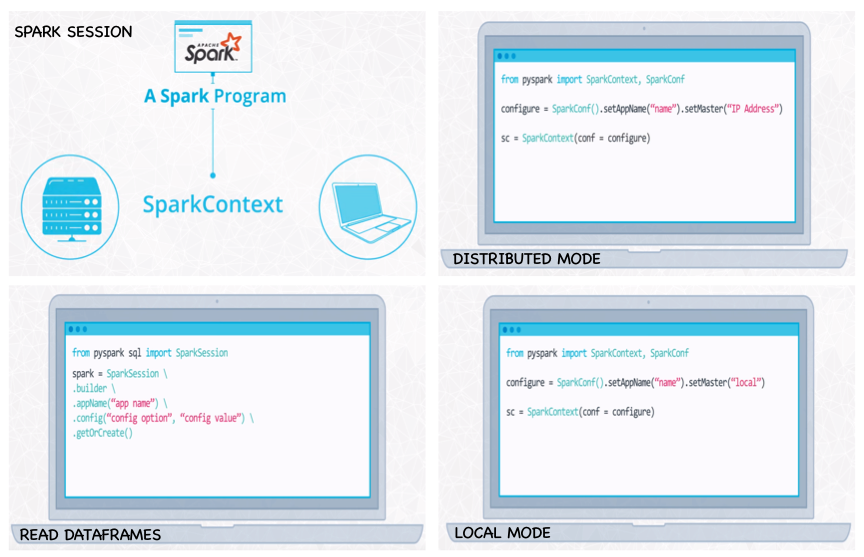 SPARK SESSION
APACHE
Spark
A Spark Program
SparkContext
from pyspark import SparkContext, SparkConf
configure = SparkConf().setAppName(“name”).setMaster(“IP Address”)
sc = SparkContext(conf = configure)
DISTRIBUTED MODE
from pyspark sql import SparkSession
spark = SparkSession \
.builder \
.appName(“app name”) \
.config(“config option”, “config value”) \
.getOrCreate()
READ DATAFRAMES
from pyspark import SparkContext, SparkConf
configure = SparkConf().setAppName(“name”).setMaster(“local”)
sc = SparkContext(conf = configure)
LOCAL MODE